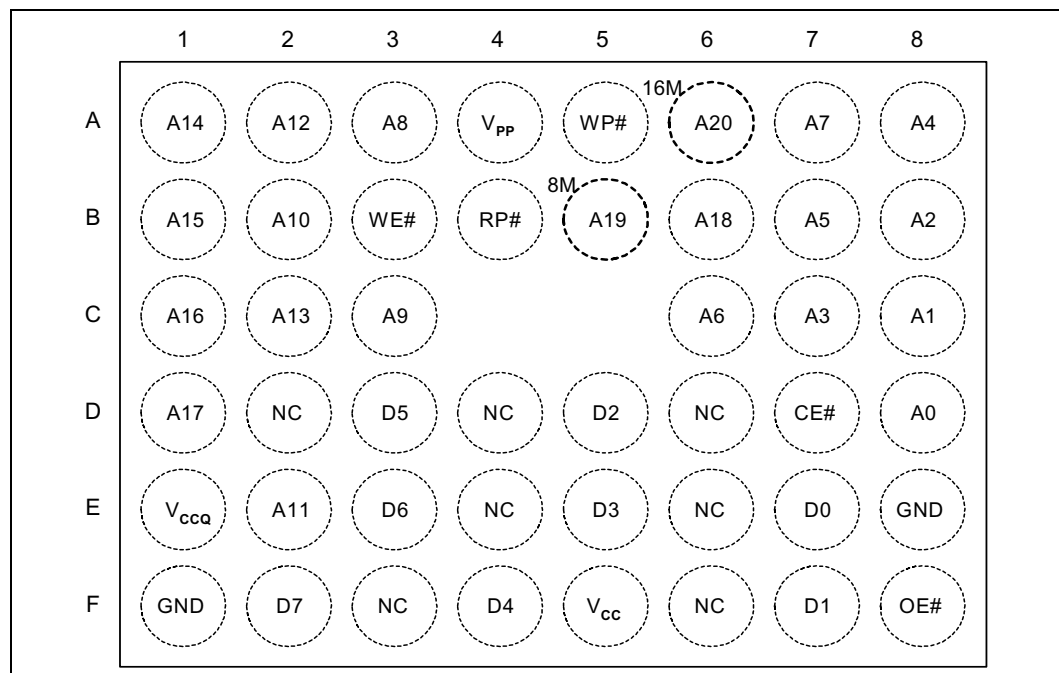 1 2 3 4 5 6 7 8
16M
A A14 A12 A8 VPP WP# A20 A7 A4
8M
B A15 A10 WE# RP# A19 A18 A5 A2
C A16 A13 A9 A6 A3 A1
D A17 NC D5 NC D2 NC CE# A0
E VCCQ A11 D6 NC D3 NC D0 GND
F GND D7 NC D4 VCC NC D1 OE#